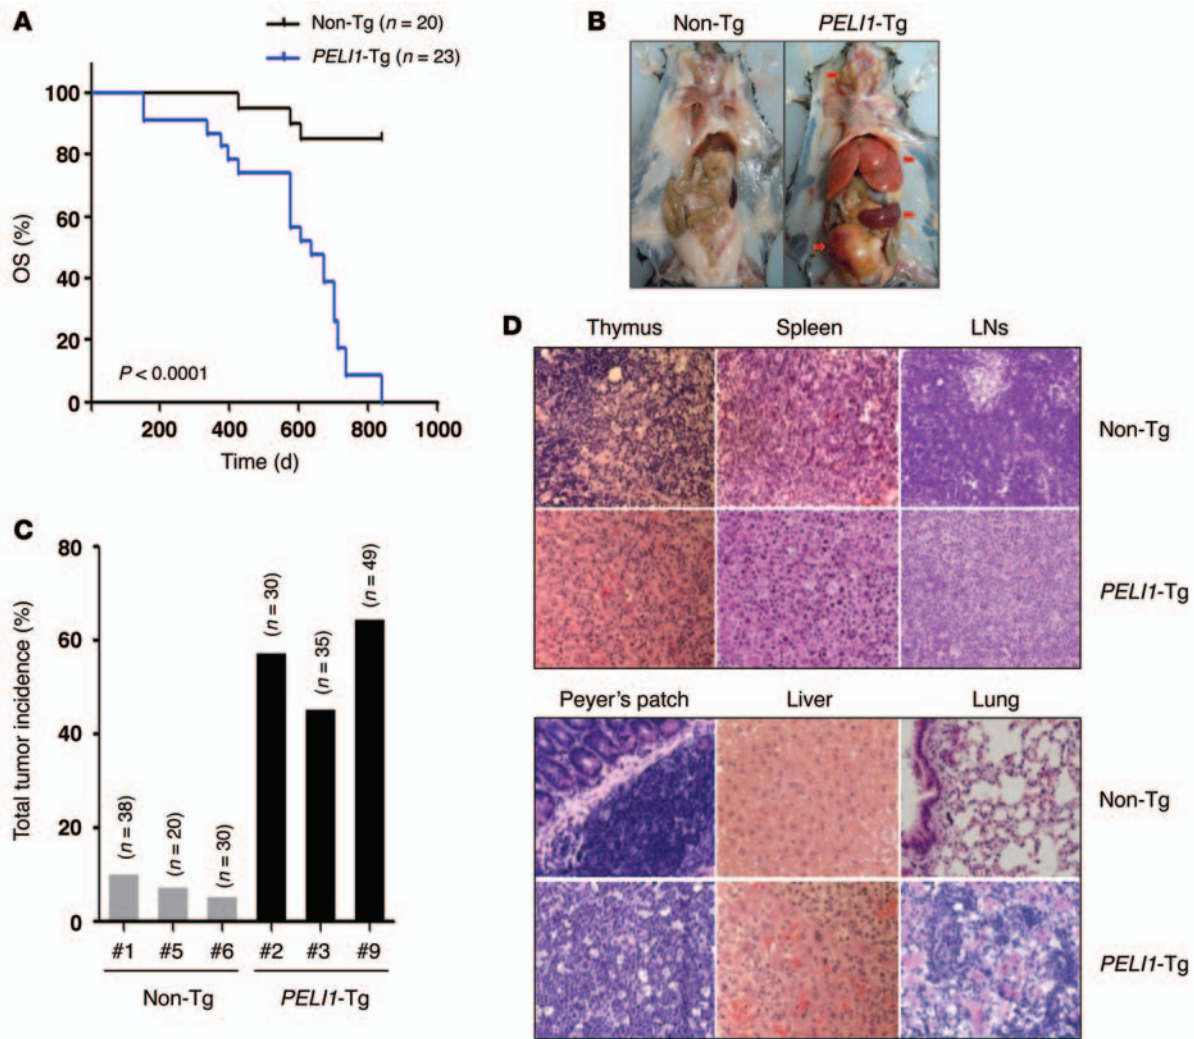 A
Non-Tg (n = 20)
PELI1-Tg (n = 23)
OS (%)
100
80
60
40
20
0
P < 0.0001
200
400
600
800
1000
Time (d)
B
Non-Tg
PELI1-Tg
C
Total tumor incidence (%)
80
60
40
20
0
(n = 38)
(n = 20)
(n = 30)
(n = 30)
(n = 35)
(n = 49)
#1
#5
#6
#2
#3
#9
Non-Tg
PELI1-Tg
D
Thymus
Spleen
LNs
Non-Tg
PELI1-Tg
Peyer's patch
Liver
Lung
Non-Tg
PELI1-Tg